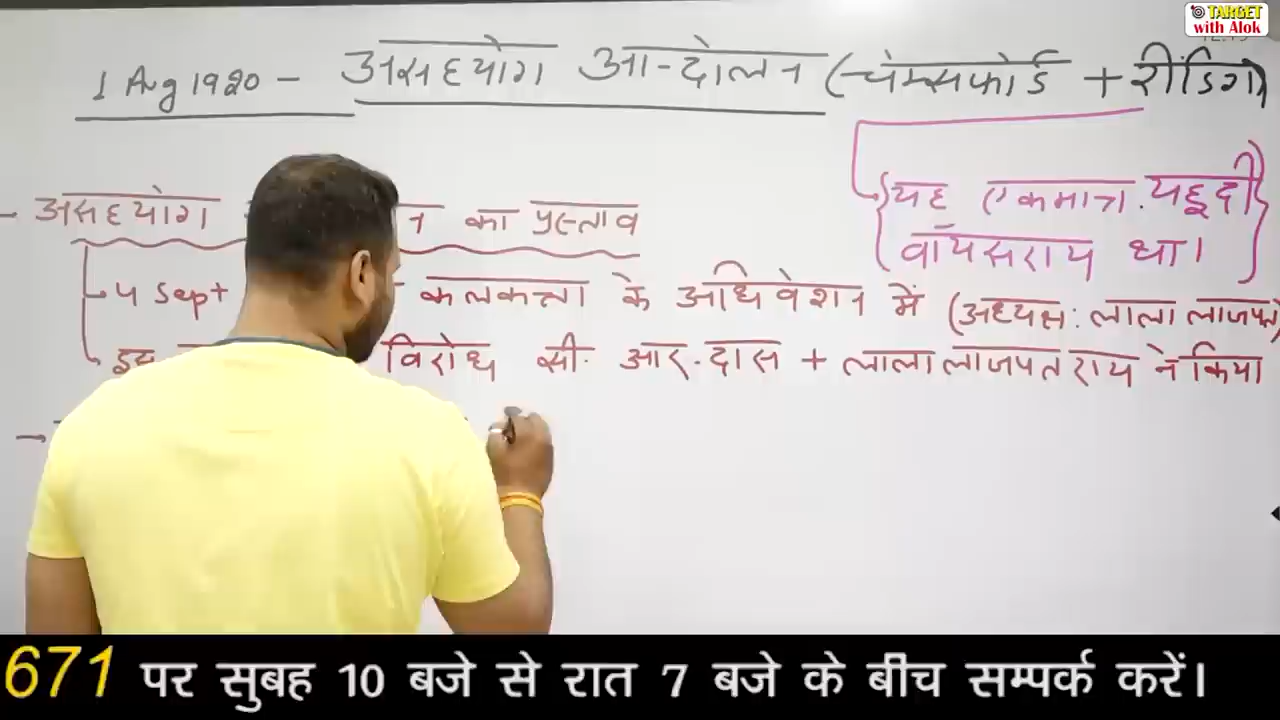 TARGET
with Alok
1 Aug 1920 - असहयोग आन्दोलन (चेम्सफोर्ड + रीडिंग)
{यह एकमात्र यहूदी
वॉयसराय था।}
- असहयोग का प्रस्ताव
4 Sept कलकत्ता के अधिवेशन में (अध्यक्ष: लाला लाजपत)
विरोध सी. आर. दास + लाला लाजपत राय ने किया
671 पर सुबह 10 बजे से रात 7 बजे के बीच सम्पर्क करें।